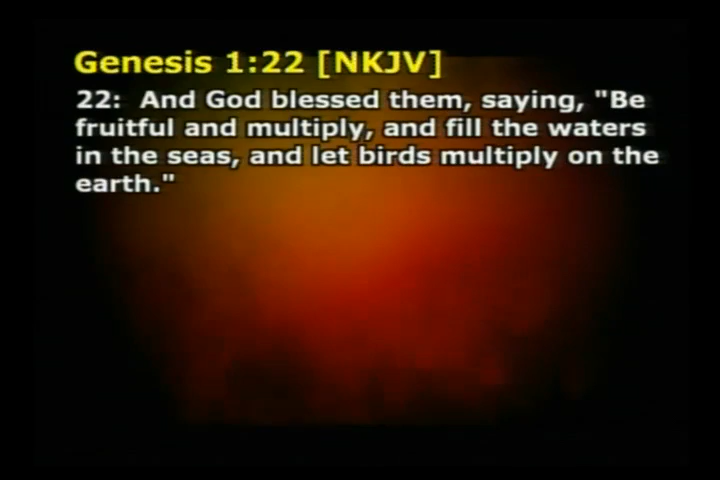 Genesis 1:22 [NKJV]
22:  And God blessed them, saying, "Be
fruitful and multiply, and fill the waters
in the seas, and let birds multiply on the
earth."